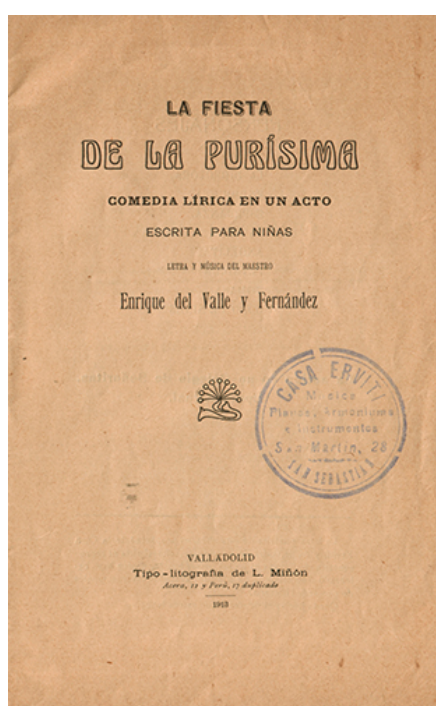 LA FIESTA
DE LA PURÍSIMA
COMEDIA LÍRICA EN UN ACTO
ESCRITA PARA NIÑAS
LETRA Y MÚSICA DEL MAESTRO
Enrique del Valle y Fernández
CASA ERVITI
Música
Pianos, Armoniums
e Instrumentos
San Martín, 28
SAN SEBASTIÁN
VALLADOLID
Tipo-litografía de L. Miñón
Acera, 12 y Perú, 17 duplicado
1913